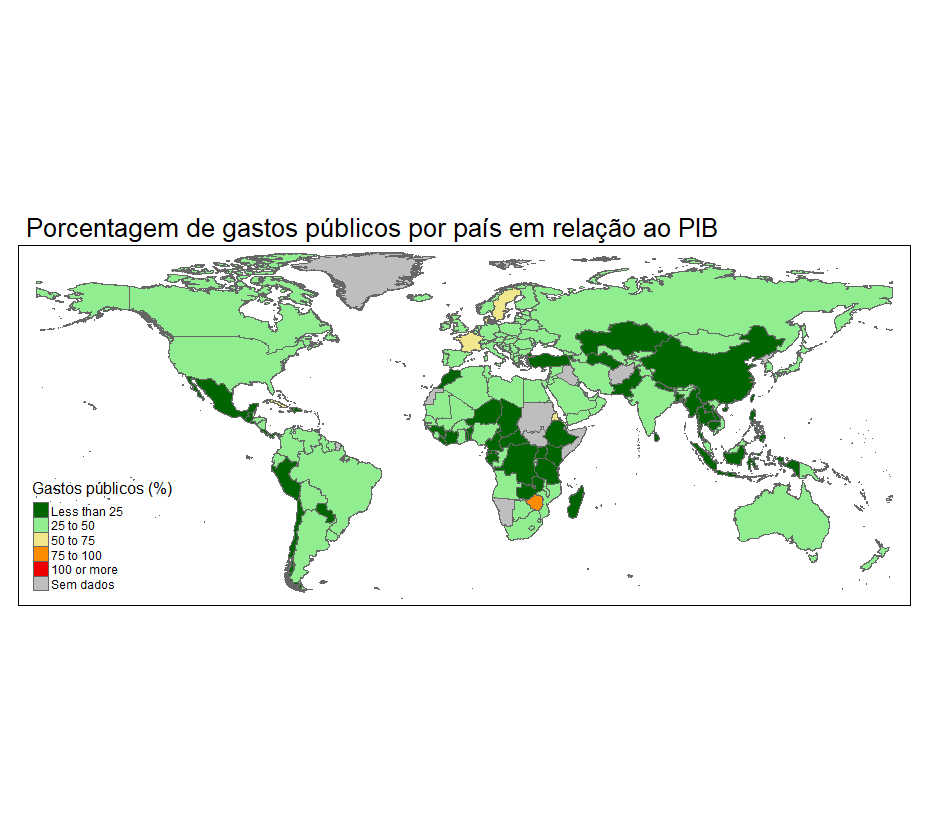 Porcentagem de gastos públicos por país em relação ao PIB
Gastos públicos (%)
Less than 25
25 to 50
50 to 75
75 to 100
100 or more
Sem dados